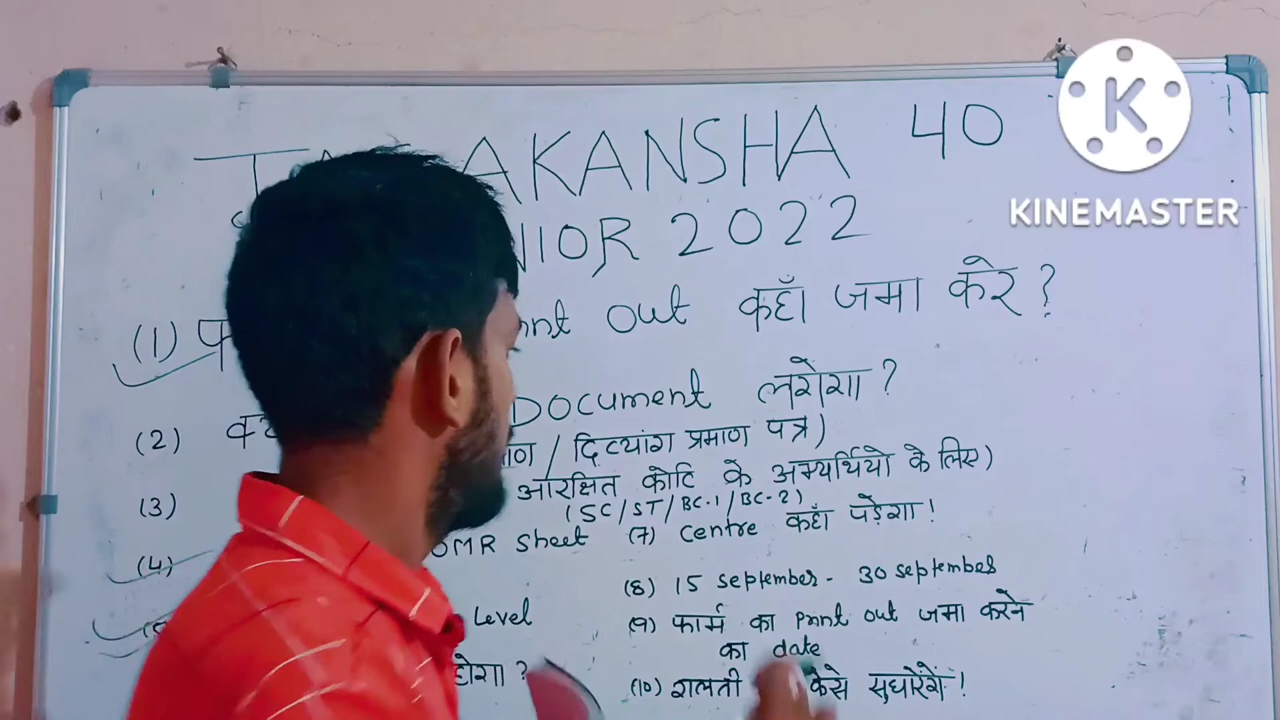 AKANSHA 40
NIOR 2022
(1) Print out कहाँ जमा करे?
(2) Document लगेगा?
/ दिव्यांग प्रमाण पत्र)
(3) आरक्षित कोटि के अभ्यर्थियो के लिए)
(SC/ST/BC-1/BC-2)
(4) OMR Sheet (7) Centre कहाँ पड़ेगा!
(8) 15 september - 30 september
Level
(9) फार्म का Print out जमा करने
का date
होगा?
(10) गलती कैसे सुधारेंगें!
K
KINEMASTER